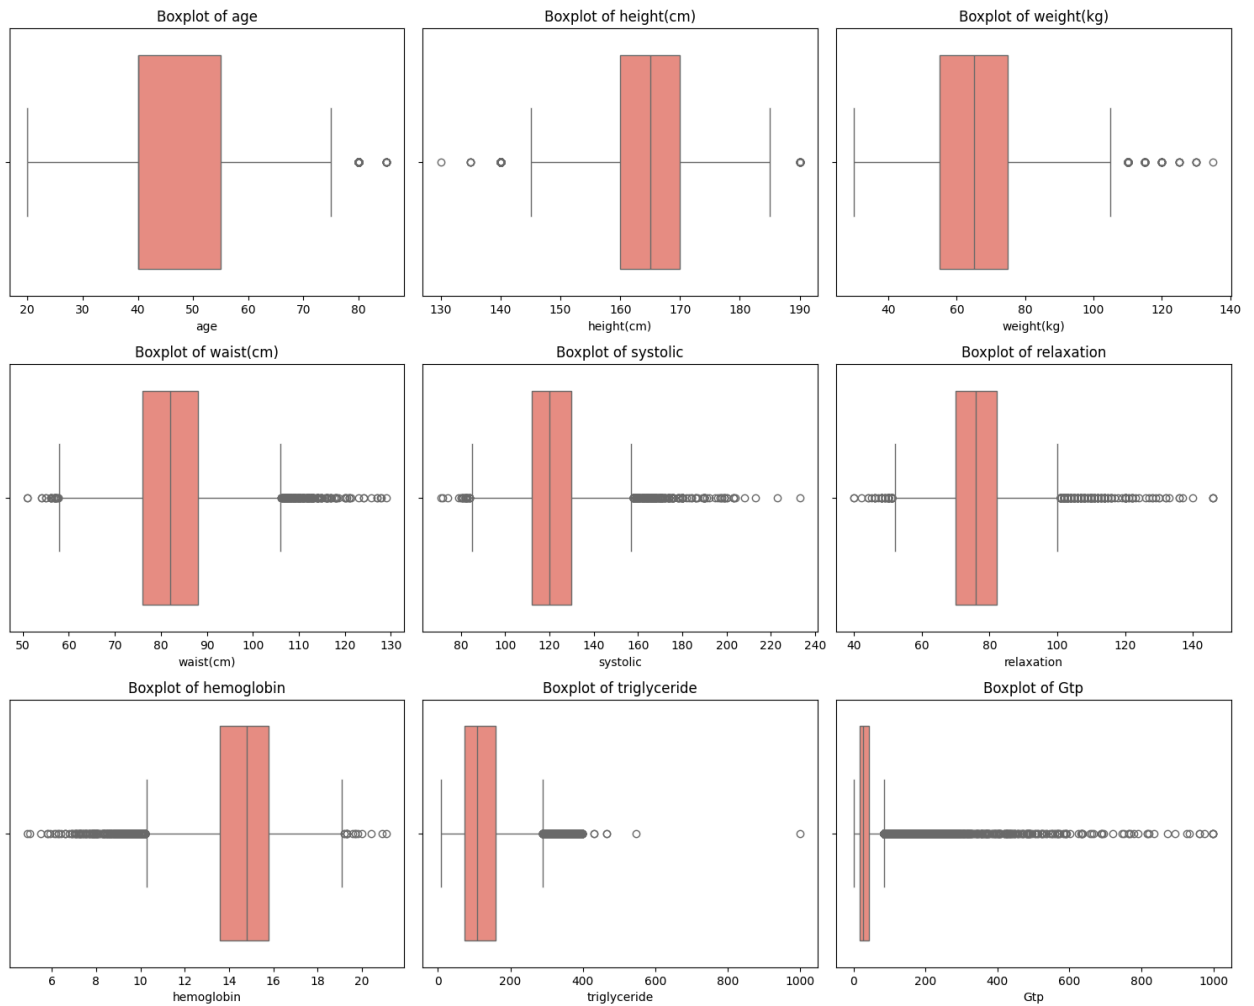 Boxplot of age
Boxplot of height(cm)
Boxplot of weight(kg)
20 30 40 50 60 70 80
130 140 150 160 170 180 190
40 60 80 100 120 140
age
height(cm)
weight(kg)
Boxplot of waist(cm)
Boxplot of systolic
Boxplot of relaxation
50 60 70 80 90 100 110 120 130
80 100 120 140 160 180 200 220 240
40 60 80 100 120 140
waist(cm)
systolic
relaxation
Boxplot of hemoglobin
Boxplot of triglyceride
Boxplot of Gtp
6 8 10 12 14 16 18 20
0 200 400 600 800 1000
0 200 400 600 800 1000
hemoglobin
triglyceride
Gtp